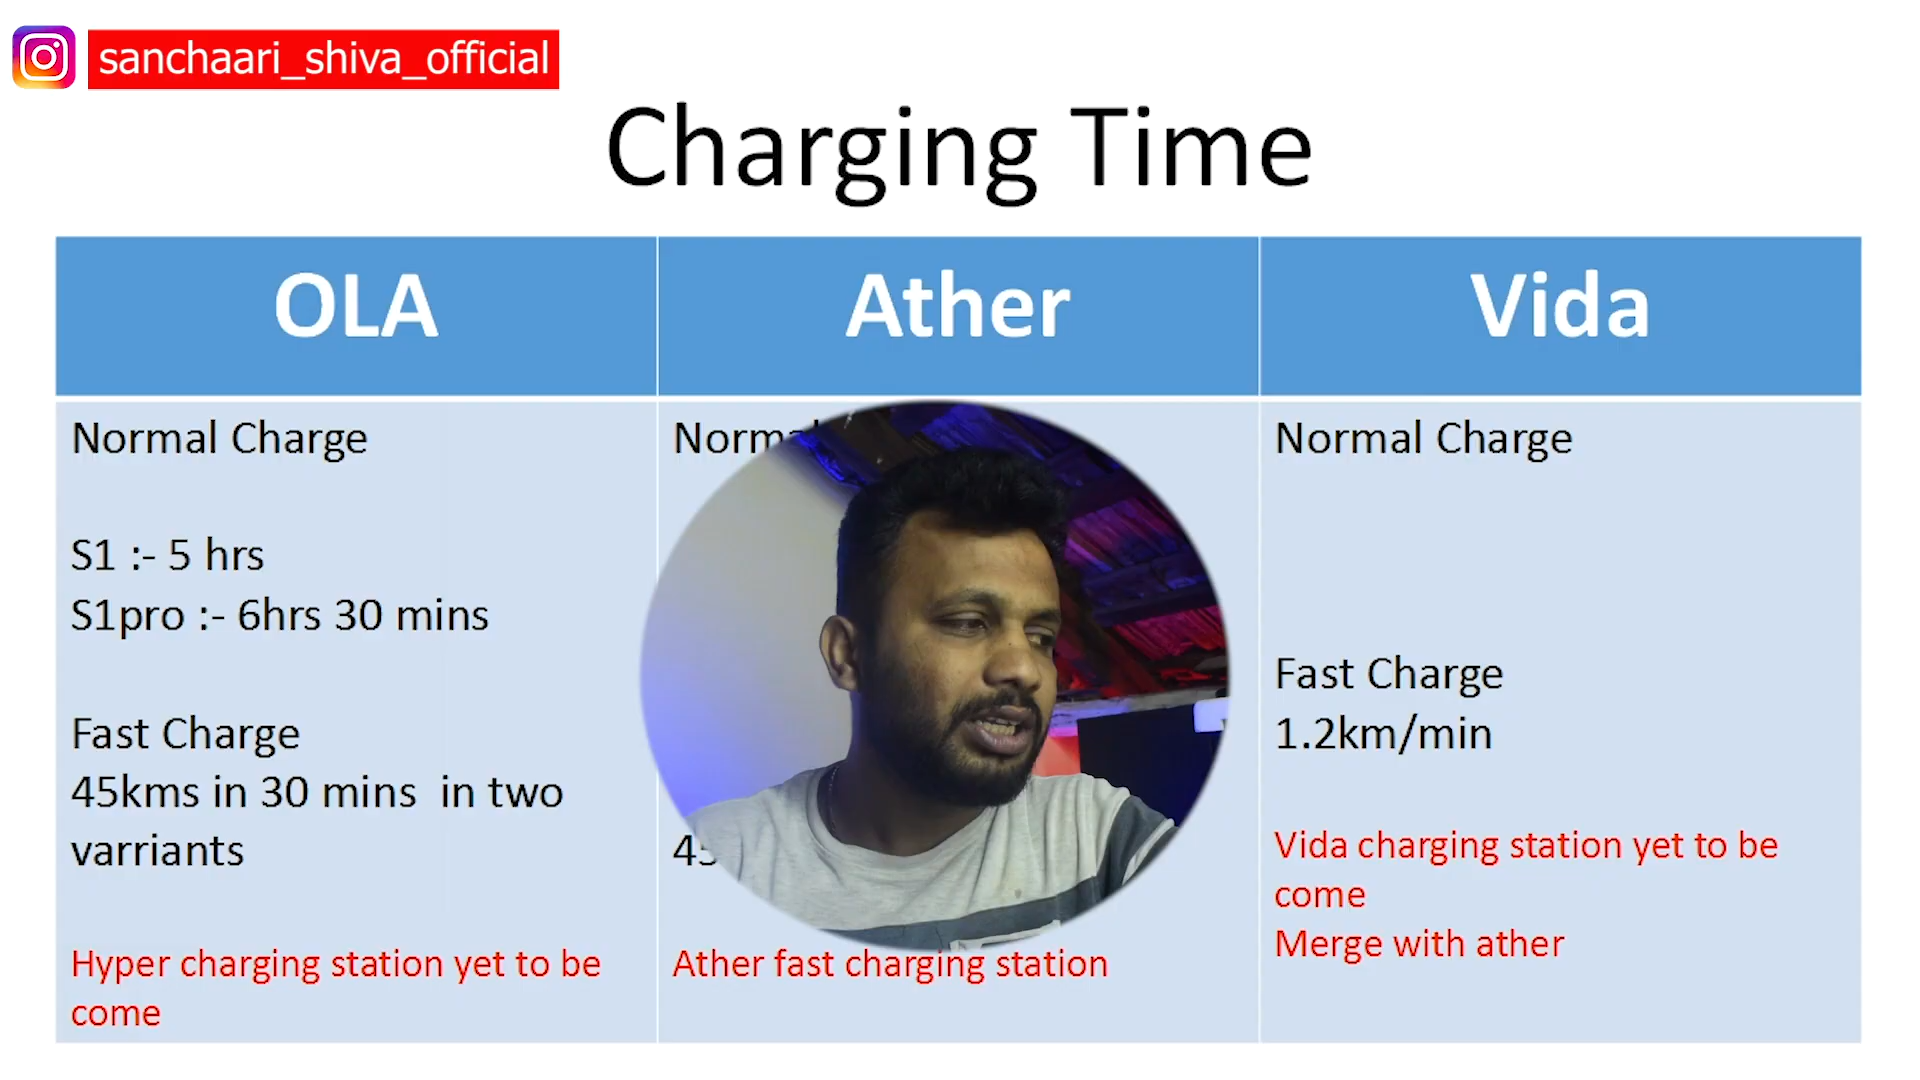 sanchaari_shiva_official
Charging Time
OLA
Ather
Vida
Normal Charge
S1 :- 5 hrs
S1pro :- 6hrs 30 mins
Fast Charge
45kms in 30 mins in two
varriants
Hyper charging station yet to be
come
Ather fast charging station
Normal Charge
Fast Charge
1.2km/min
Vida charging station yet to be
come
Merge with ather